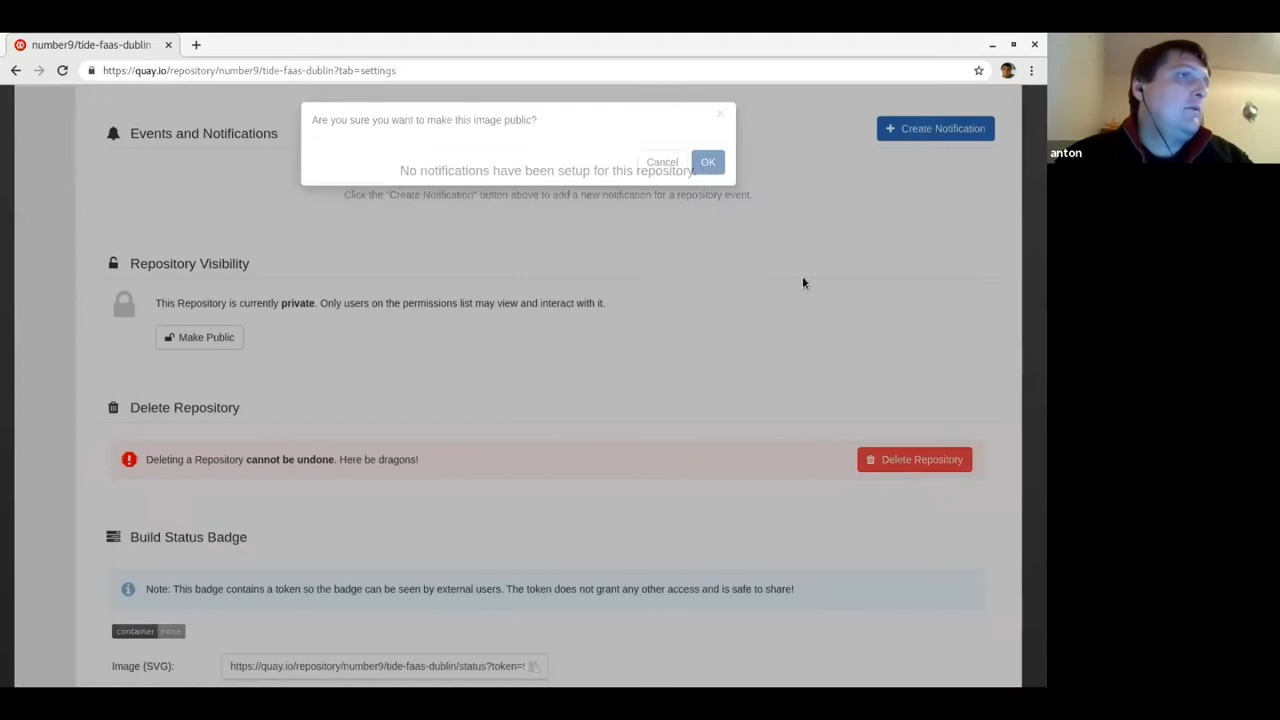 number9/tide-faas-dublin
https://quay.io/repository/number9/tide-faas-dublin?tab=settings
anton
Events and Notifications
Create Notification
Are you sure you want to make this image public?
Cancel
OK
No notifications have been setup for this repository.
Click the "Create Notification" button above to add a new notification for a repository event.
Repository Visibility
This Repository is currently private. Only users on the permissions list may view and interact with it.
Make Public
Delete Repository
Deleting a Repository cannot be undone. Here be dragons!
Delete Repository
Build Status Badge
Note: This badge contains a token so the badge can be seen by external users. The token does not grant any other access and is safe to share!
container none
Image (SVG):
https://quay.io/repository/number9/tide-faas-dublin/status?token=